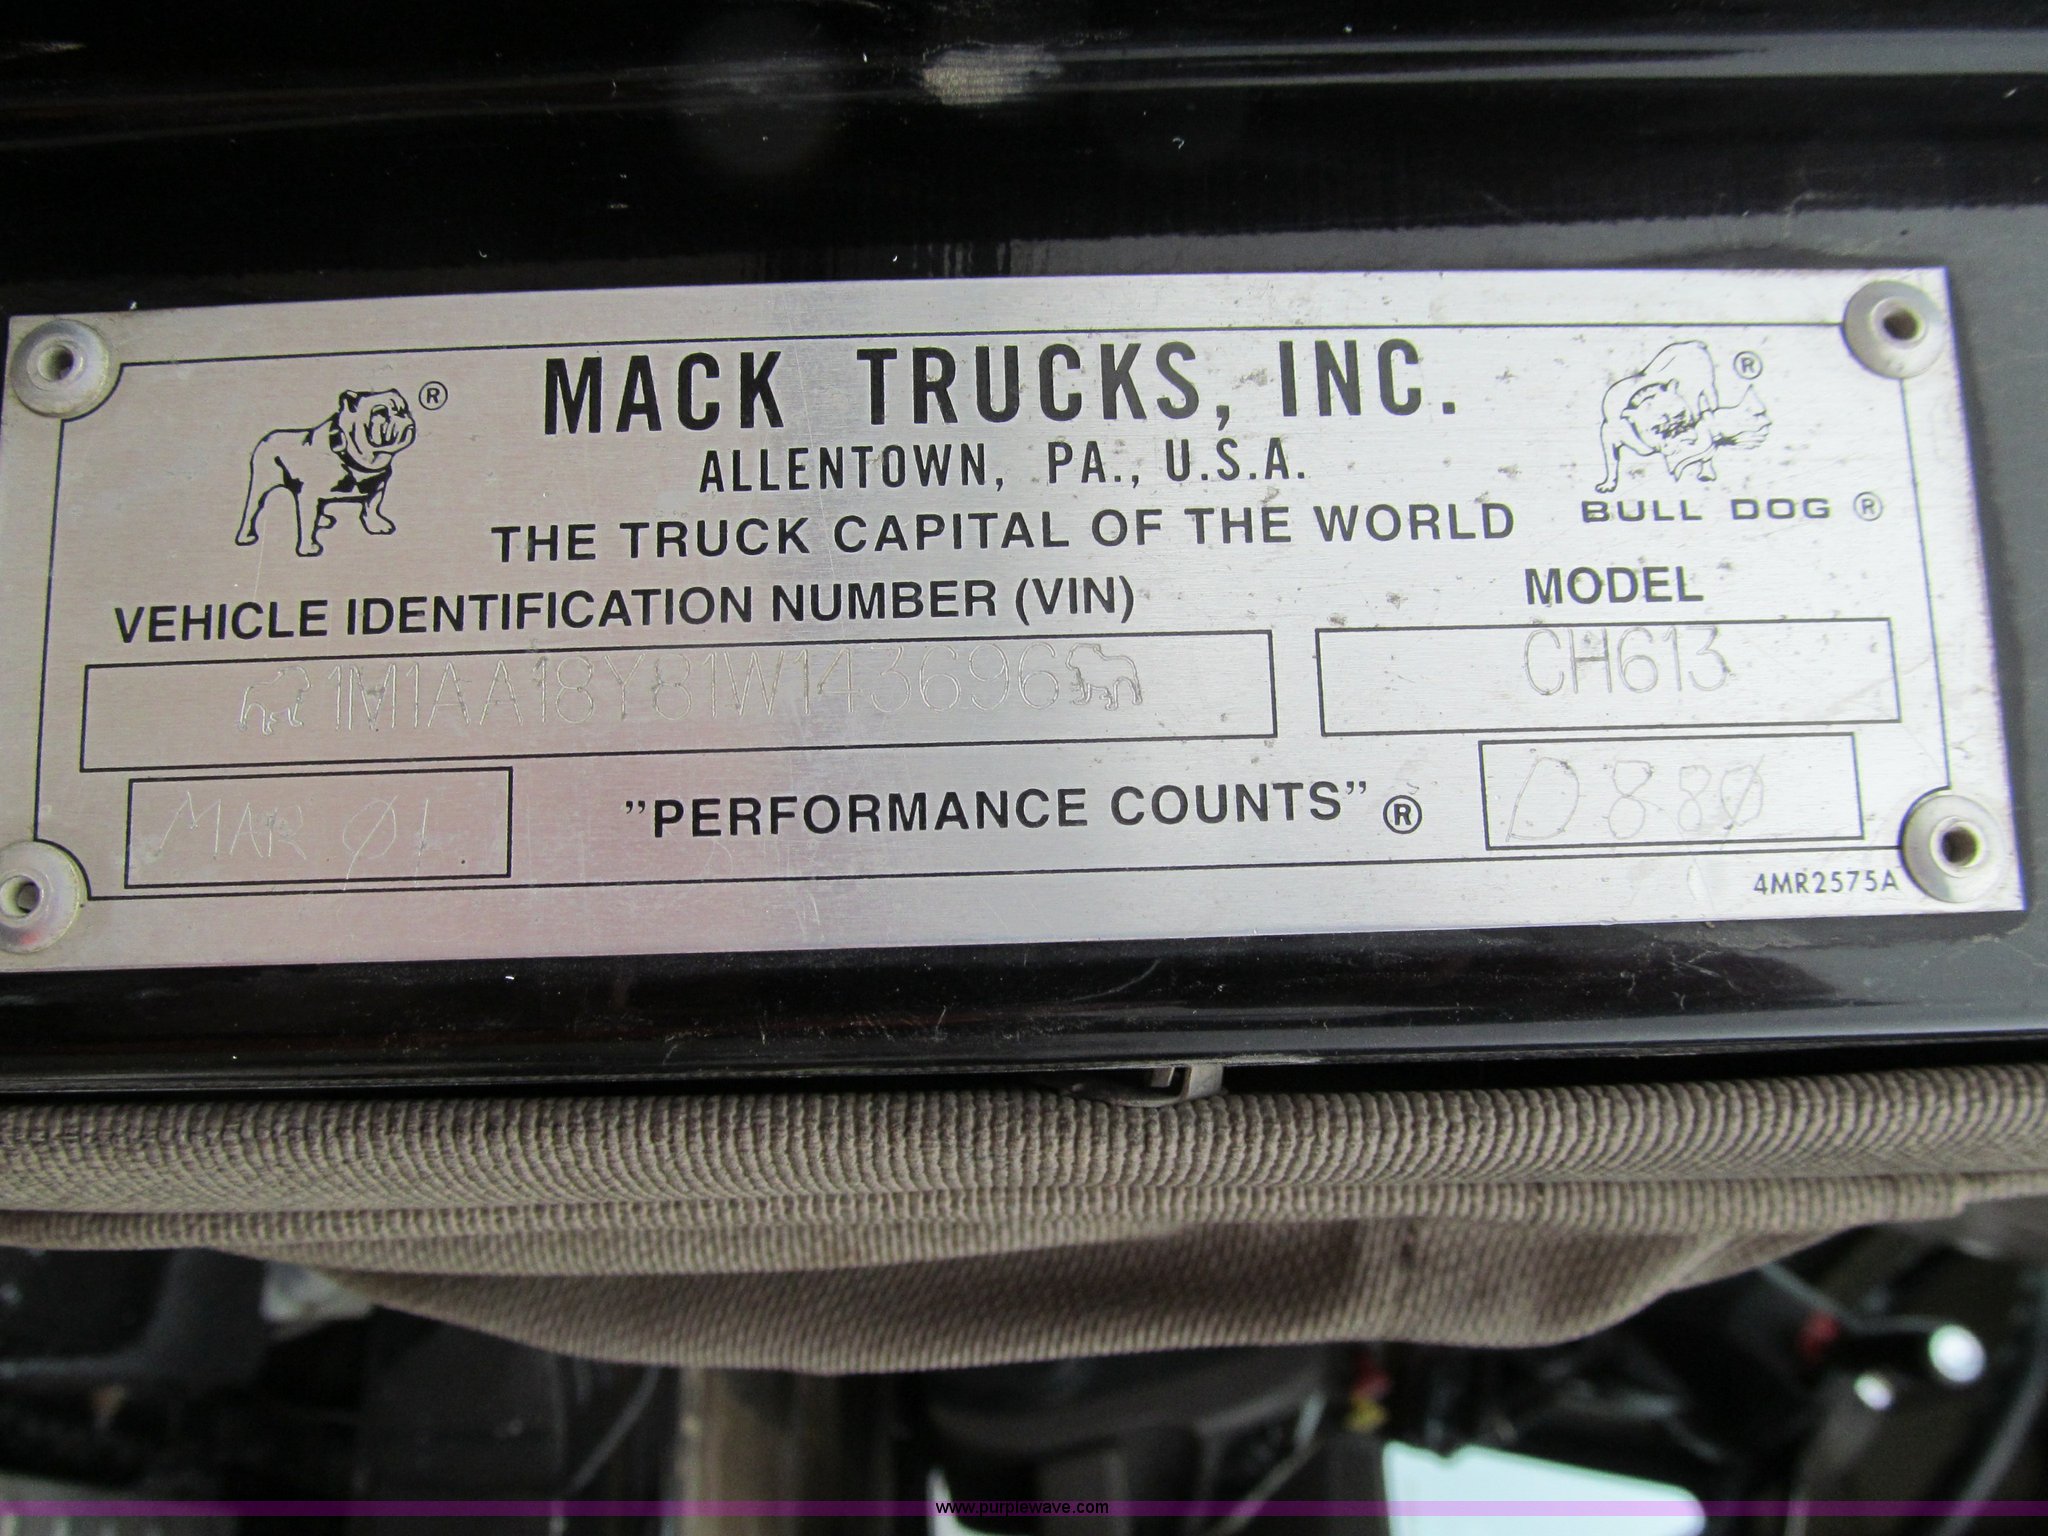 MACK TRUCKS, INC.
ALLENTOWN, PA., U.S.A.
THE TRUCK CAPITAL OF THE WORLD
®
®
BULL DOG ®
VEHICLE IDENTIFICATION NUMBER (VIN)
MODEL
1M1AA18Y81W143696
CH613
MAR 01
"PERFORMANCE COUNTS" ®
D880
4MR2575A
www.purplewave.com